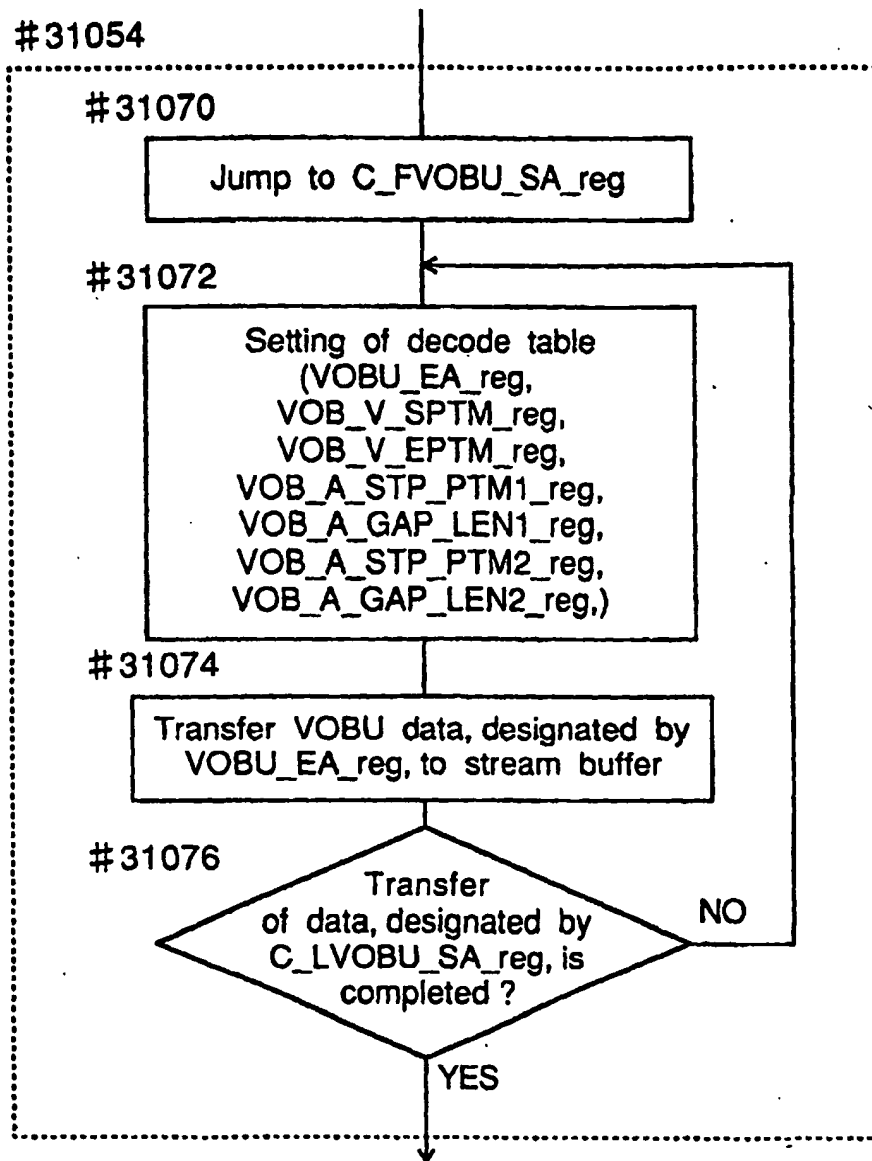 #31054
#31070
Jump to C_FVOBU_SA_reg
#31072
Setting of decode table
(VOBU_EA_reg,
VOB_V_SPTM_reg,
VOB_V_EPTM_reg,
VOB_A_STP_PTM1_reg,
VOB_A_GAP_LEN1_reg,
VOB_A_STP_PTM2_reg,
VOB_A_GAP_LEN2_reg,)
#31074
Transfer VOBU data, designated by
VOBU_EA_reg, to stream buffer
#31076
Transfer
of data, designated by
C_LVOBU_SA_reg, is
completed ?
NO
YES